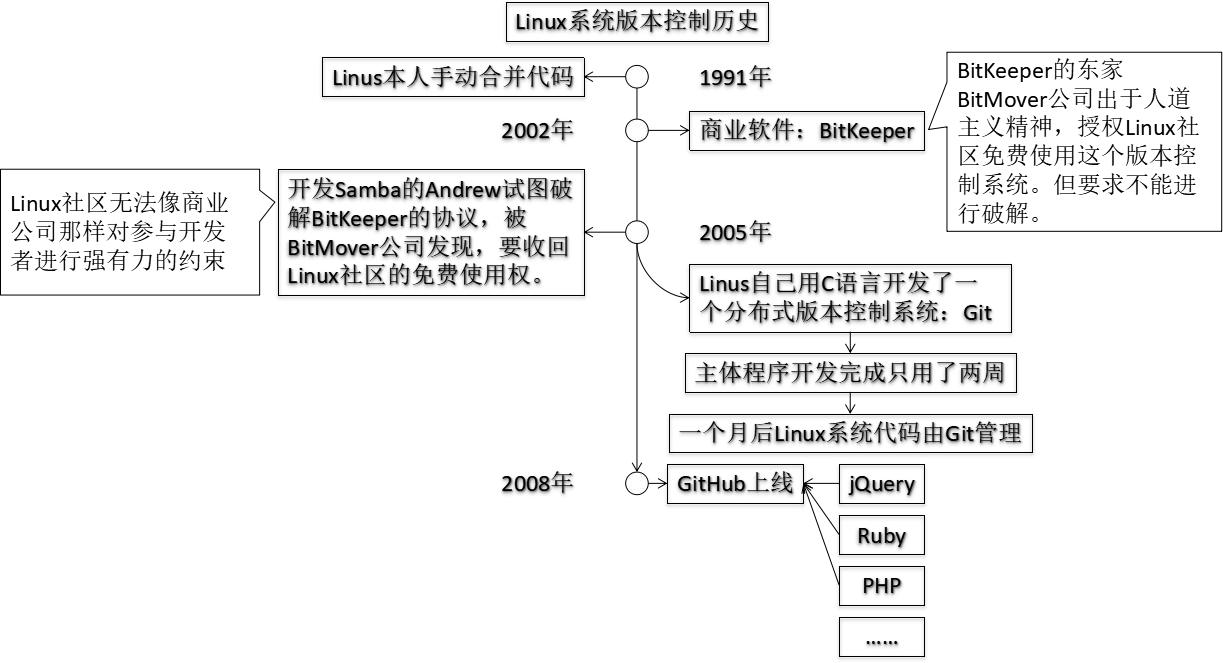 Linux系统版本控制历史
Linus本人手动合并代码
1991年
2002年
商业软件：BitKeeper
BitKeeper的东家
BitMover公司出于人道
主义精神，授权Linux社
区免费使用这个版本控
制系统。但要求不能进
行破解。
Linux社区无法像商业
公司那样对参与开发
者进行强有力的约束
开发Samba的Andrew试图破
解BitKeeper的协议，被
BitMover公司发现，要收回
Linux社区的免费使用权。
2005年
Linus自己用C语言开发了一
个分布式版本控制系统：Git
主体程序开发完成只用了两周
一个月后Linux系统代码由Git管理
2008年
GitHub上线
jQuery
Ruby
PHP
……